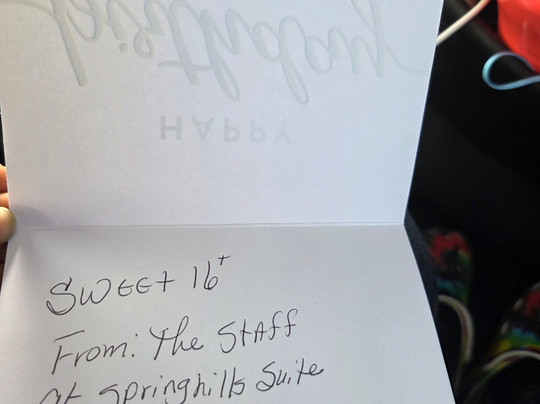 birthday
HAPPY
SWEET 16+
From: The Staff
at Springhills Suite